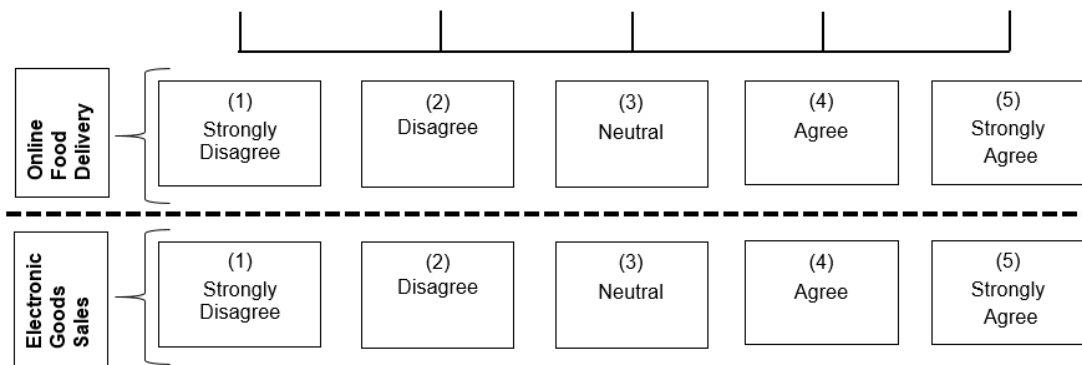 Online
Food
Delivery
(1)
Strongly
Disagree
(2)
Disagree
(3)
Neutral
(4)
Agree
(5)
Strongly
Agree
Electronic
Goods
Sales
(1)
Strongly
Disagree
(2)
Disagree
(3)
Neutral
(4)
Agree
(5)
Strongly
Agree